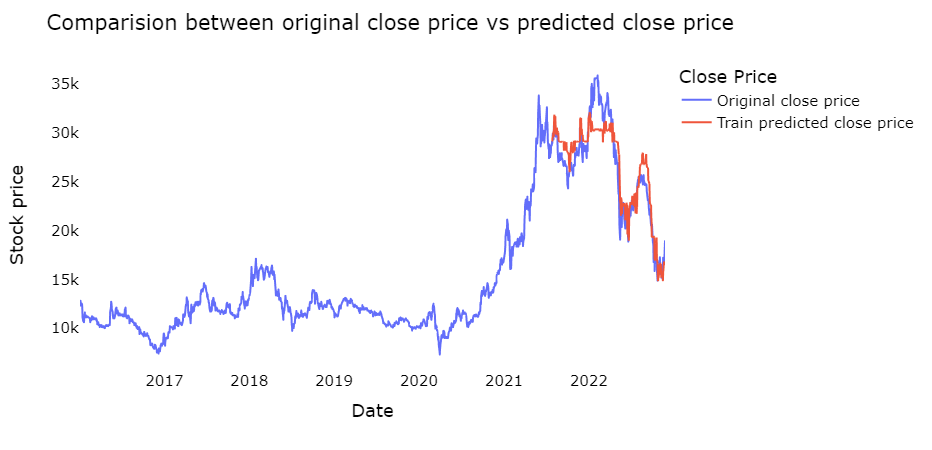 Comparision between original close price vs predicted close price
Close Price
Original close price
Train predicted close price
35k
30k
25k
20k
15k
10k
Stock price
2017 2018 2019 2020 2021 2022
Date